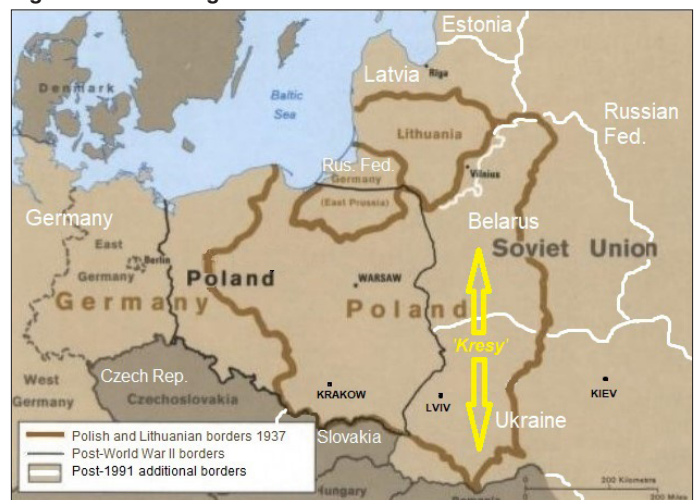 Estonia
Latvia
Riga
Denmark
Baltic
Sea
Russian
Fed.
Lithuania
Rus. Fed.
Germany
(East Prussia)
Vilnius
Germany
Belarus
East
Germany
Berlin
Poland
WARSAW
Soviet Union
Germany
Poland
'Kresy'
Czech Rep.
West
Germany
Czechoslovakia
KRAKOW
LVIV
KIEV
Slovakia
Ukraine
Polish and Lithuanian borders 1937
Post-World War II borders
Post-1991 additional borders
Hungary
0
200 Kilometers